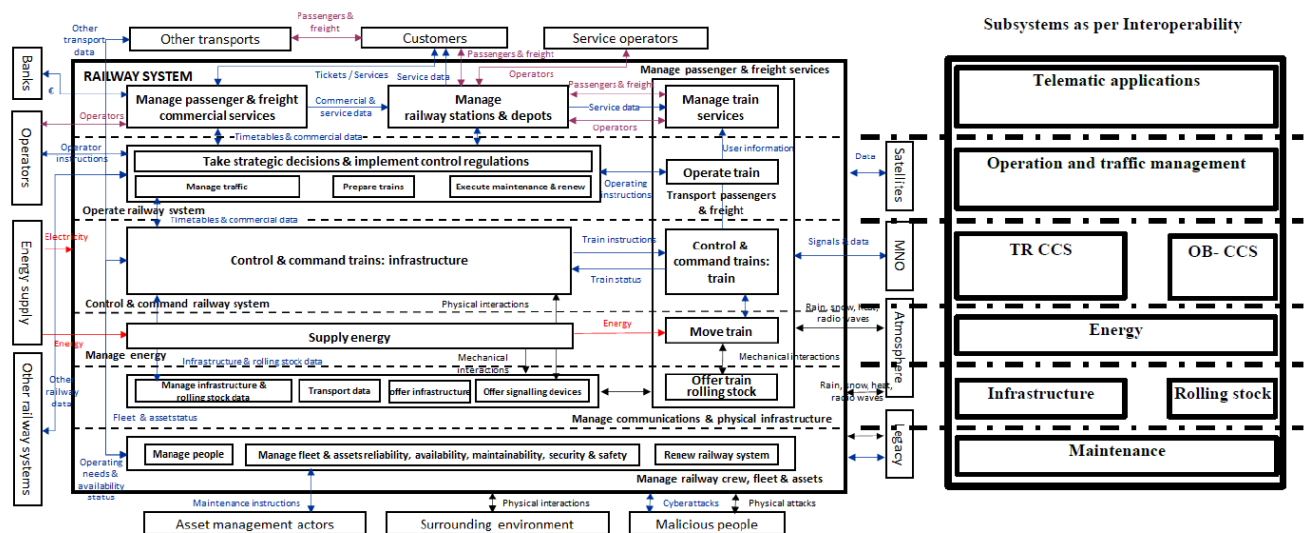 Subsystems as per Interoperability
Other transport data
Passengers & freight
Other transports
Customers
Service operators
Passengers & freight
Banks
€
RAILWAY SYSTEM
Tickets / Services
Service data
Operators
Manage passenger & freight services
Passengers & freight
Telematic applications
Manage passenger & freight commercial services
Commercial & service data
Manage railway stations & depots
Service data
Operators
Manage train services
Operators
Operators
Timetables & commercial data
User information
Operator instructions
Take strategic decisions & implement control regulations
Manage traffic
Prepare trains
Execute maintenance & renew
Operating instructions
Operate train
Transport passengers & freight
Data
Satellites
Operation and traffic management
Operate railway system
Timetables & commercial data
Electricity
Energy supply
Control & command trains: infrastructure
Train instructions
Train status
Control & command trains: train
Signals & data
MNO
TR CCS
OB- CCS
Control & command railway system
Physical interactions
Rain, snow, heat, radio waves
Atmosphere
Supply energy
Energy
Move train
Energy
Energy
Manage energy
Infrastructure & rolling stock data
Mechanical interactions
Mechanical interactions
Other railway data
Other railway systems
Manage infrastructure & rolling stock data
Transport data
offer infrastructure
Offer signalling devices
Offer train rolling stock
Rain, snow, heat, radio waves
Infrastructure
Rolling stock
Fleet & assetstatus
Manage communications & physical infrastructure
Legacy
Manage people
Manage fleet & assets reliability, availability, maintainability, security & safety
Renew railway system
Maintenance
Operating needs & availability status
Manage railway crew, fleet & assets
Maintenance instructions
Physical interactions
Cyberattacks
Physical attacks
Asset management actors
Surrounding environment
Malicious people